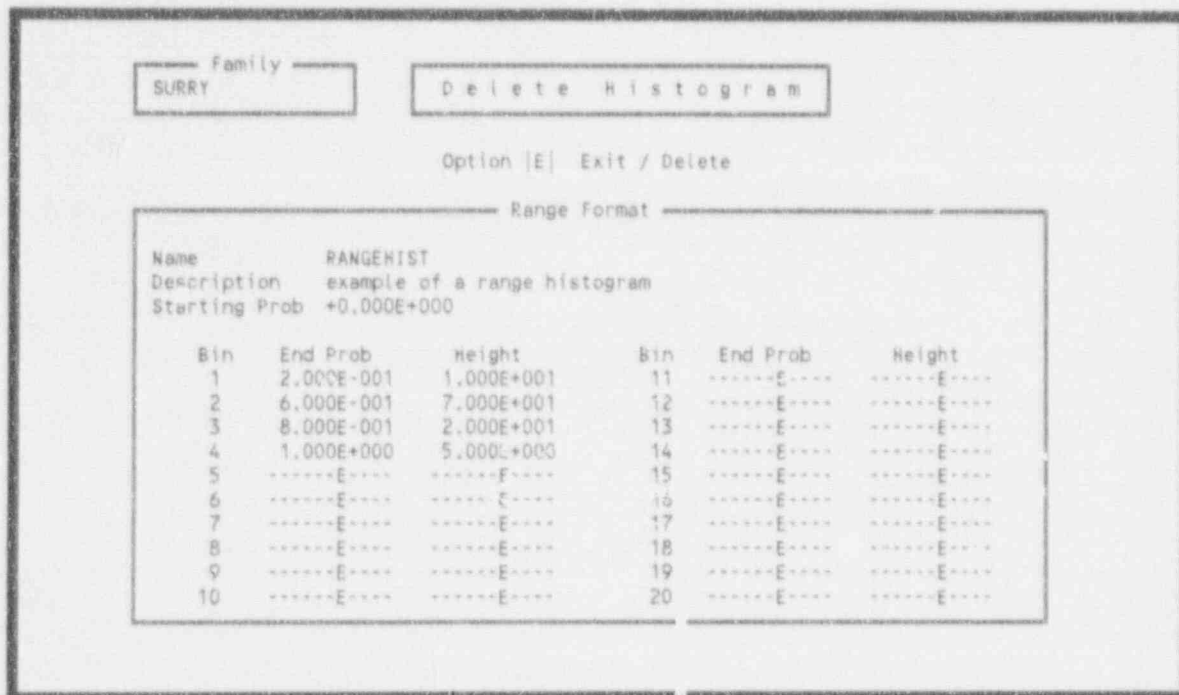 Family
SURRY
Delete Histogram
Option |E| Exit / Delete
Range Format
Name RANGEHIST
Description example of a range histogram
Starting Prob +0.000E+000
Bin End Prob Height Bin End Prob Height
1 2.000E-001 1.000E+001 11 ------E---- ------E----
2 6.000E-001 7.000E+001 12 ------E---- ------E----
3 8.000E-001 2.000E+001 13 ------E---- ------E----
4 1.000E+000 5.000E+000 14 ------E---- ------E----
5 ------E---- ------E---- 15 ------E---- ------E----
6 ------E---- ------E---- 16 ------E---- ------E----
7 ------E---- ------E---- 17 ------E---- ------E----
8 ------E---- ------E---- 18 ------E---- ------E----
9 ------E---- ------E---- 19 ------E---- ------E----
10 ------E---- ------E---- 20 ------E---- ------E----